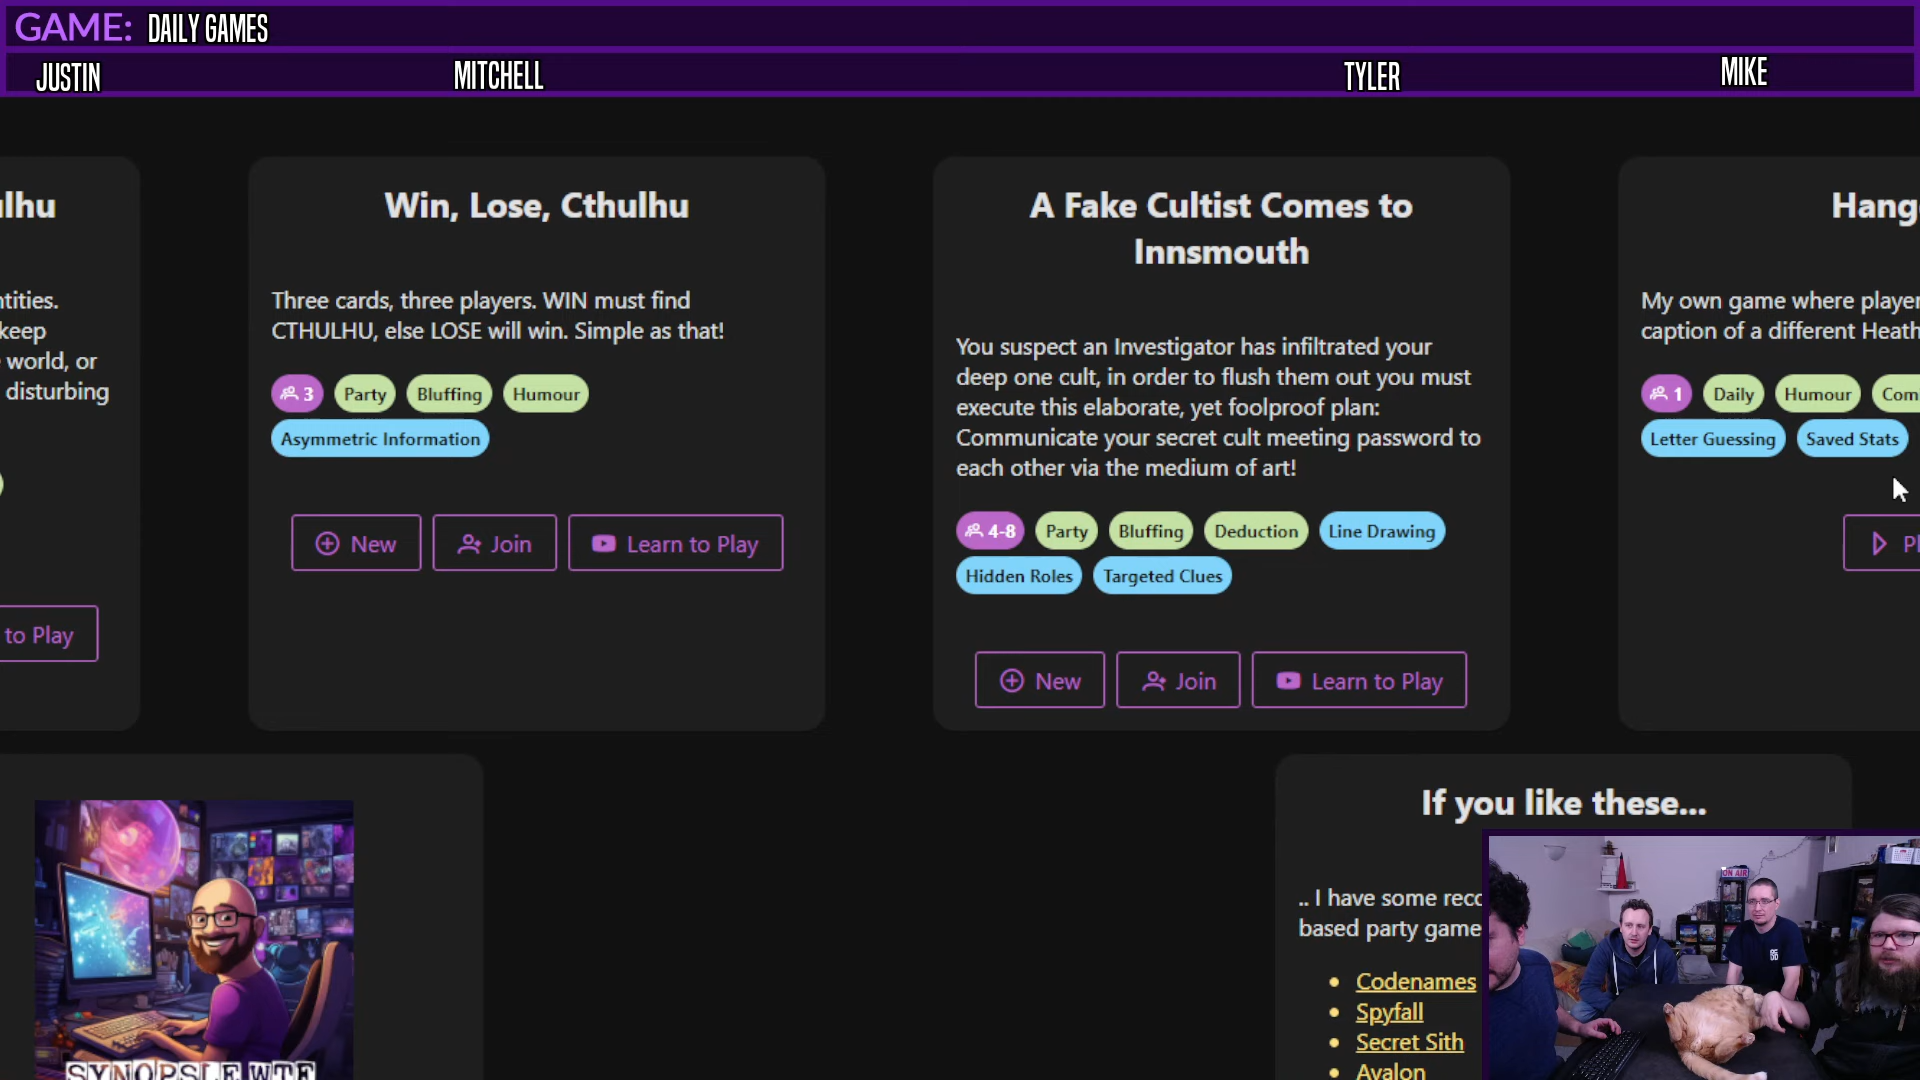 GAME: DAILY GAMES
JUSTIN
MITCHELL
TYLER
MIKE
lhu
ntities.
keep
world, or
disturbing
to Play
Win, Lose, Cthulhu
Three cards, three players. WIN must find
CTHULHU, else LOSE will win. Simple as that!
3
Party
Bluffing
Humour
Asymmetric Information
New
Join
Learn to Play
A Fake Cultist Comes to
Innsmouth
You suspect an Investigator has infiltrated your
deep one cult, in order to flush them out you must
execute this elaborate, yet foolproof plan:
Communicate your secret cult meeting password to
each other via the medium of art!
4-8
Party
Bluffing
Deduction
Line Drawing
Hidden Roles
Targeted Clues
New
Join
Learn to Play
Hang
My own game where player
caption of a different Heath
1
Daily
Humour
Com
Letter Guessing
Saved Stats
Pl
SYNOPSLE.WTF
If you like these...
.. I have some reco
based party game
Codenames
Spyfall
Secret Sith
Avalon
ON AIR